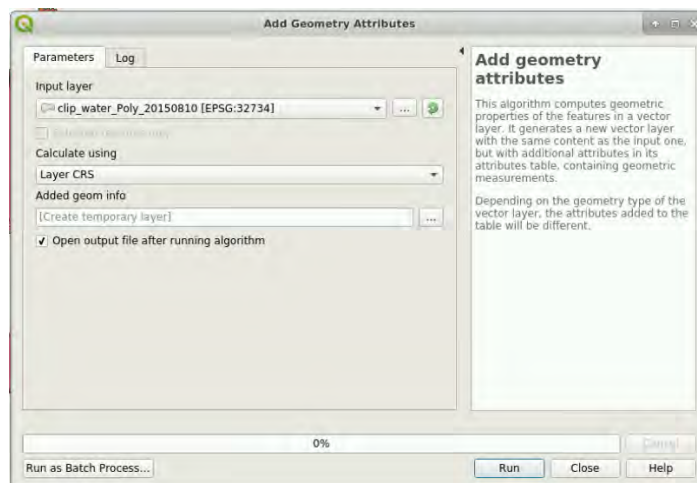 Add Geometry Attributes
Parameters
Log
Input layer
clip_water_Poly_20150810 [EPSG:32734]
...
Calculate using
Layer CRS
Added geom info
[Create temporary layer]
...
Open output file after running algorithm
Add geometry
attributes
This algorithm computes geometric
properties of the features in a vector
layer. It generates a new vector layer
with the same content as the input one,
but with additional attributes in its
attributes table, containing geometric
measurements.
Depending on the geometry type of the
vector layer, the attributes added to the
table will be different.
0%
Cancel
Run as Batch Process...
Run
Close
Help